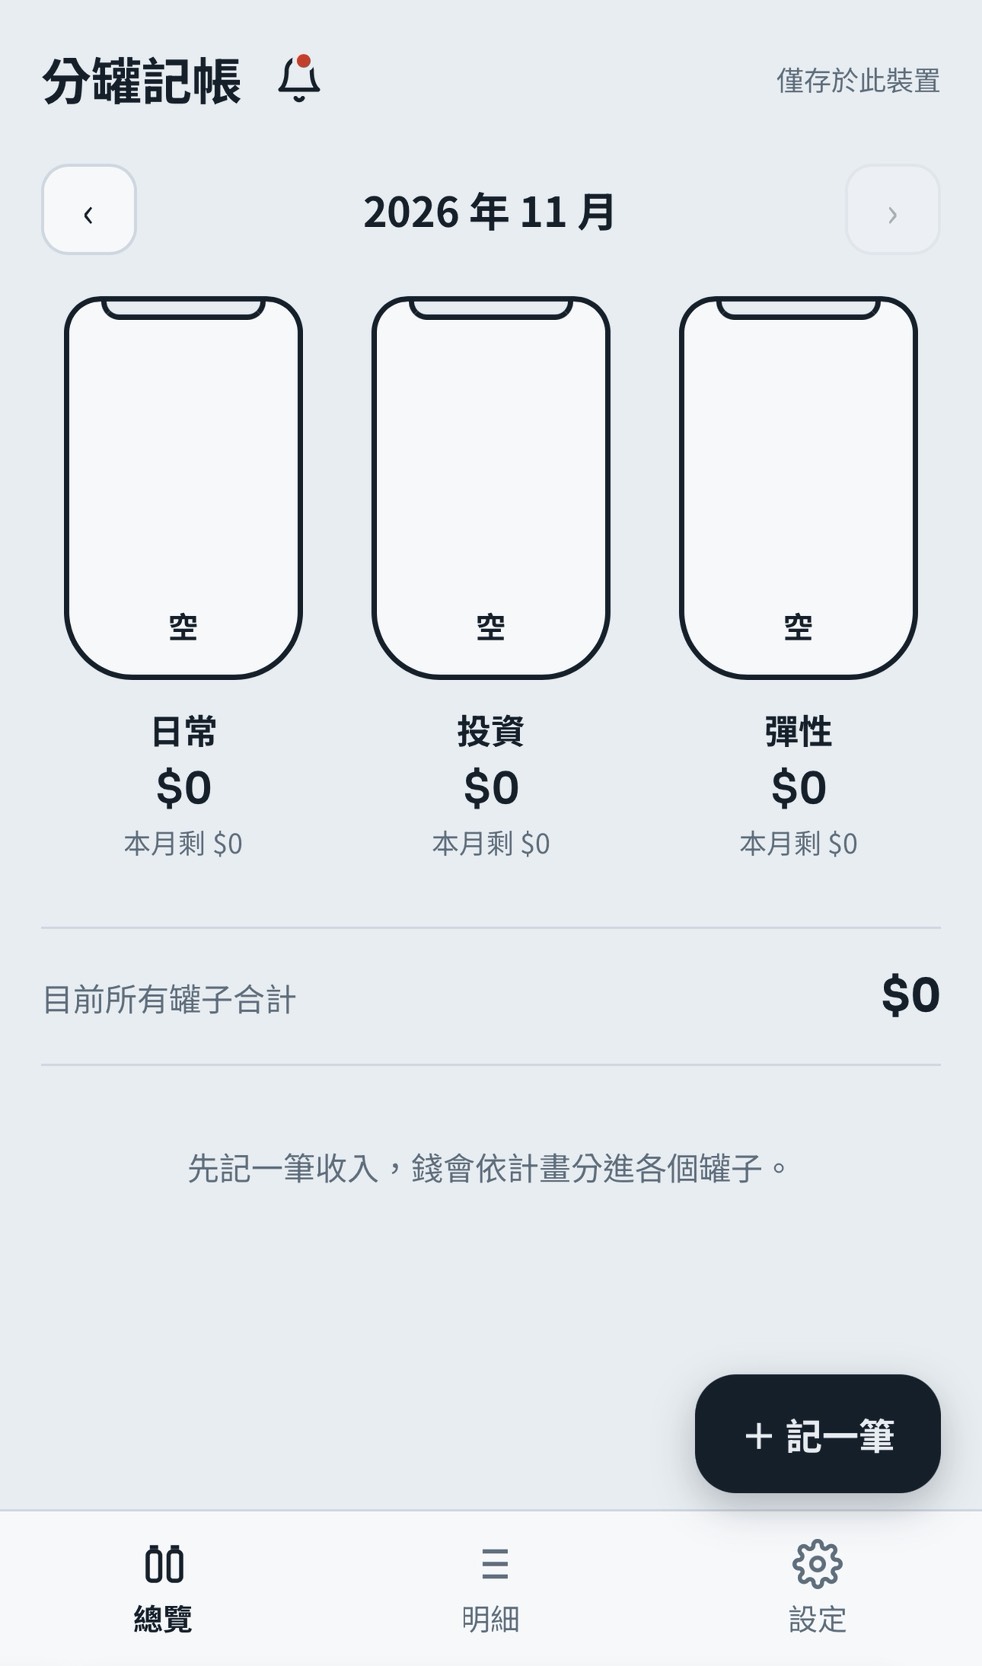 分罐記帳
僅存於此裝置
‹ 2026 年 11 月 ›
空 空 空
日常 投資 彈性
$0 $0 $0
本月剩 $0 本月剩 $0 本月剩 $0
目前所有罐子合計 $0
先記一筆收入，錢會依計畫分進各個罐子。
＋ 記一筆
總覽 明細 設定